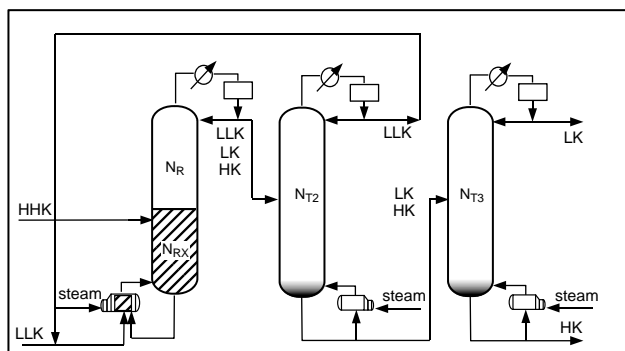 LLK
LK
HK
LLK
LK
N_R
N_T2
N_T3
LK
HK
HHK
N_RX
steam
steam
steam
LLK
HK